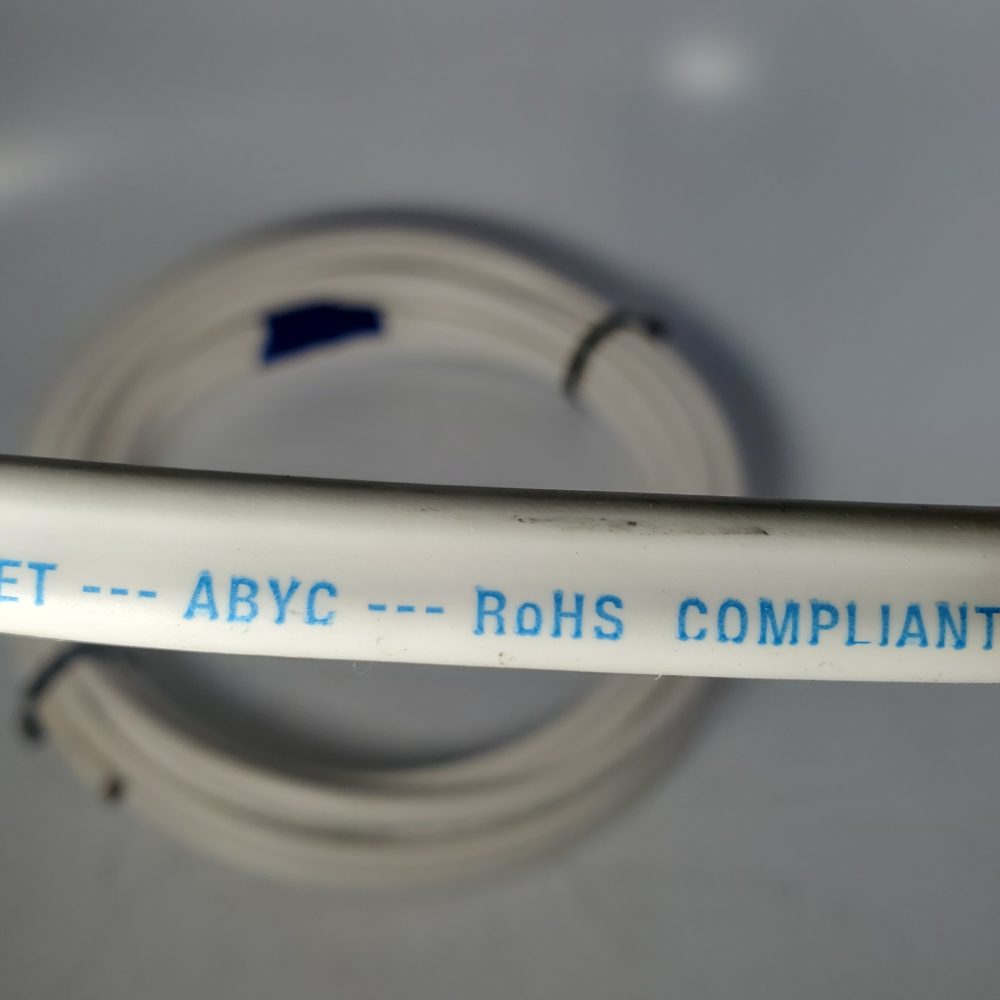 ET --- ABYC --- RoHS COMPLIANT